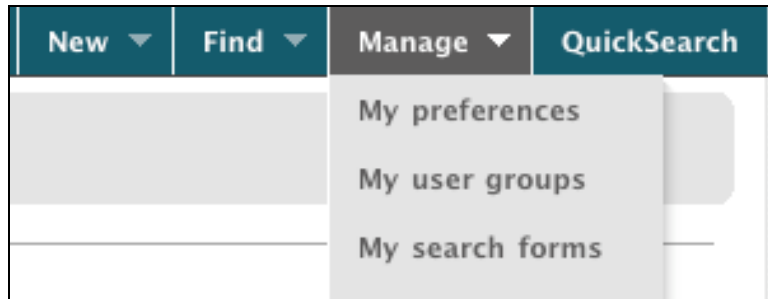 New Find Manage QuickSearch
My preferences
My user groups
My search forms